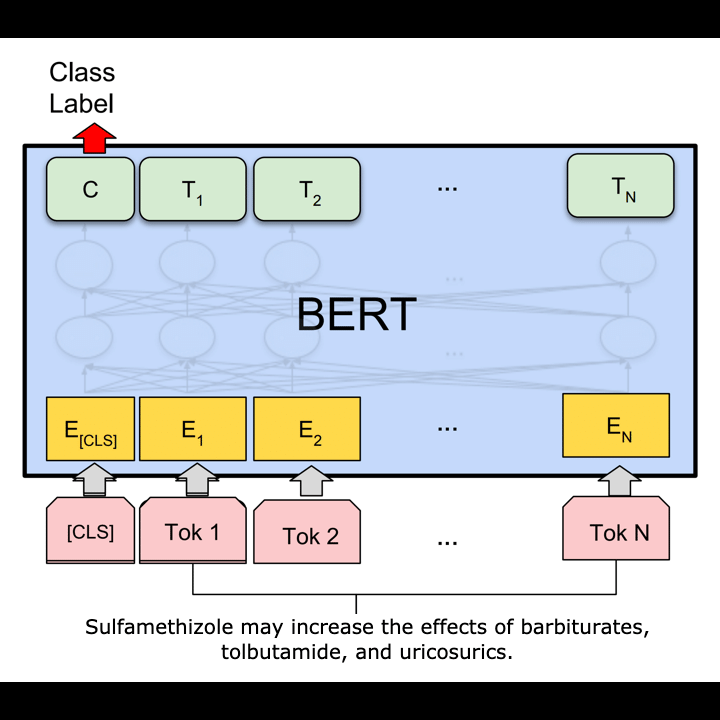 Class
Label
C T1 T2 ... TN
...
BERT
...
E[CLS] E1 E2 ... EN
[CLS] Tok 1 Tok 2 ... Tok N
Sulfamethizole may increase the effects of barbiturates,
tolbutamide, and uricosurics.